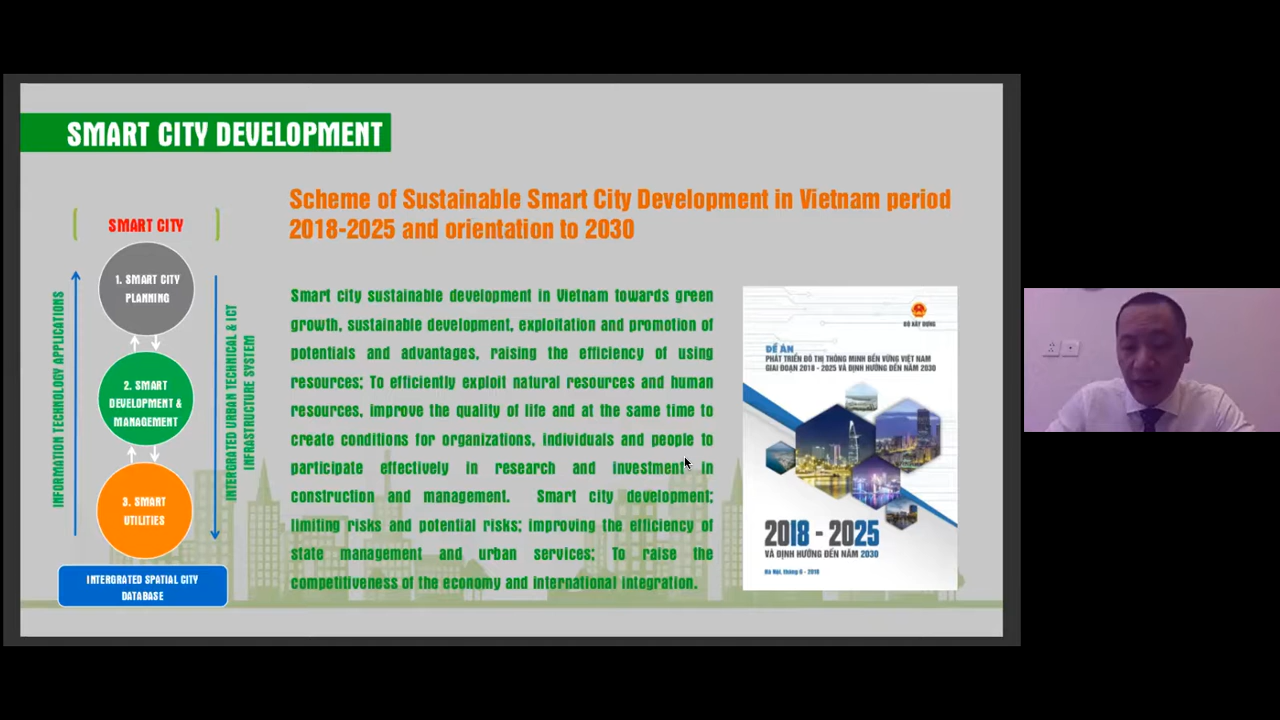 SMART CITY DEVELOPMENT
Scheme of Sustainable Smart City Development in Vietnam period
2018-2025 and orientation to 2030
SMART CITY
1. SMART CITY
PLANNING
2. SMART
DEVELOPMENT &
MANAGEMENT
3. SMART
UTILITIES
INFORMATION TECHNOLOGY APPLICATIONS
INTERGRATED URBAN TECHNICAL & ICT
INFRASTRUCTURE SYSTEM
INTERGRATED SPATIAL CITY
DATABASE
Smart city sustainable development in Vietnam towards green
growth, sustainable development, exploitation and promotion of
potentials and advantages, raising the efficiency of using
resources; To efficiently exploit natural resources and human
resources, improve the quality of life and at the same time to
create conditions for organizations, individuals and people to
participate effectively in research and investment in
construction and management. Smart city development;
limiting risks and potential risks; improving the efficiency of
state management and urban services; To raise the
competitiveness of the economy and international integration.
BỘ XÂY DỰNG
ĐỀ ÁN
PHÁT TRIỂN ĐÔ THỊ THÔNG MINH BỀN VỮNG VIỆT NAM
GIAI ĐOẠN 2018 - 2025 VÀ ĐỊNH HƯỚNG ĐẾN NĂM 2030
2018 - 2025
VÀ ĐỊNH HƯỚNG ĐẾN NĂM 2030
Hà Nội, tháng 6 - 2018